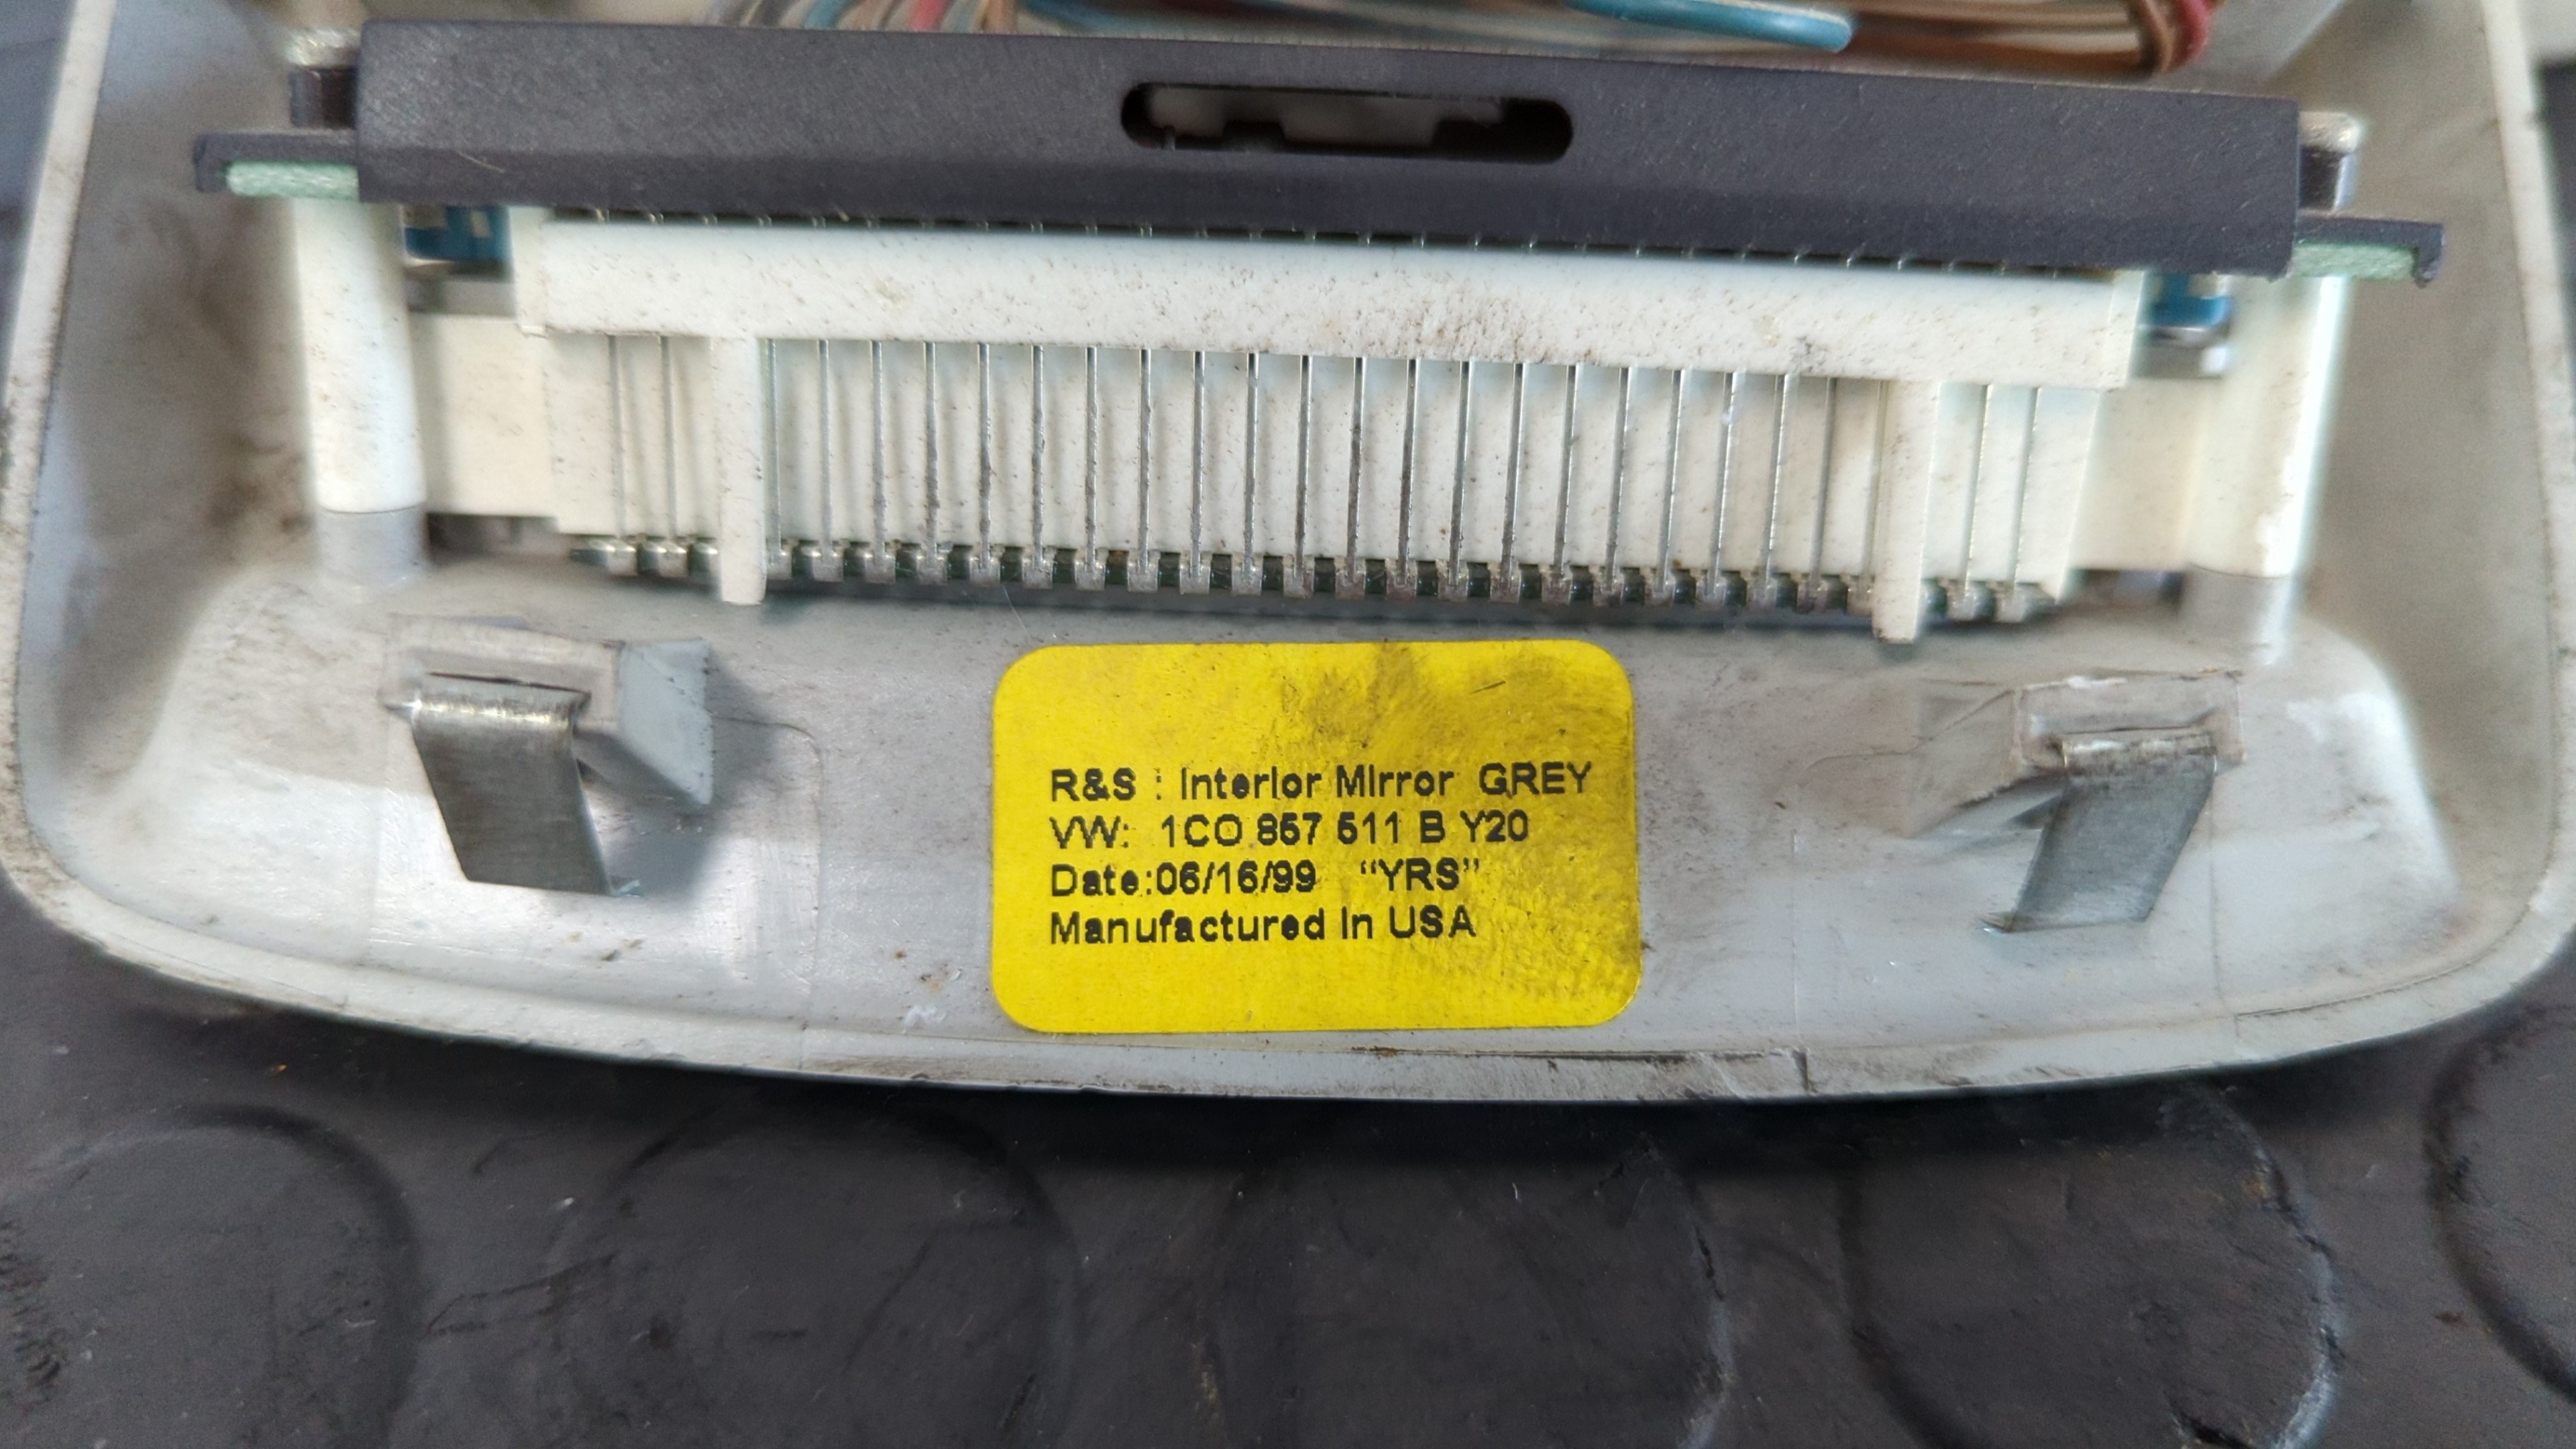 R&S : Interior Mirror GREY
VW: 1CO 857 511 B Y20
Date:06/16/99 "YRS"
Manufactured In USA